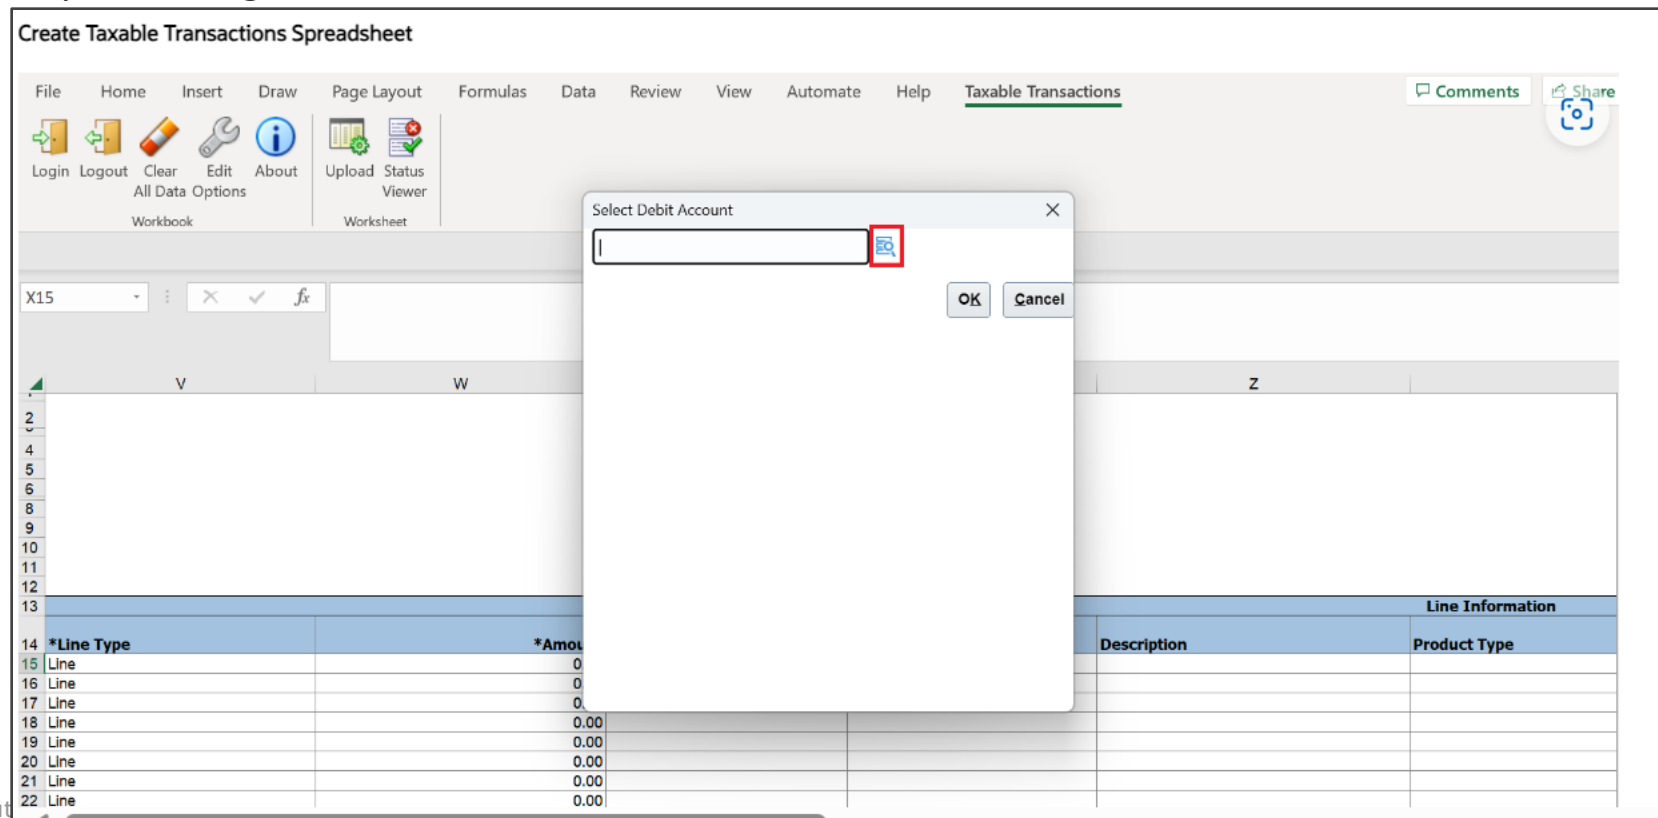 Create Taxable Transactions Spreadsheet
File Home Insert Draw Page Layout Formulas Data Review View Automate Help Taxable Transactions Comments Share
Login Logout Clear All Data Edit Options About Upload Status Viewer
Workbook Worksheet
Select Debit Account
OK Cancel
X15 fx
V W Z
2
4
5
6
8
9
10
11
12
13 Line Information
14 *Line Type *Amou Description Product Type
15 Line 0
16 Line 0
17 Line 0.
18 Line 0.00
19 Line 0.00
20 Line 0.00
21 Line 0.00
22 Line 0.00